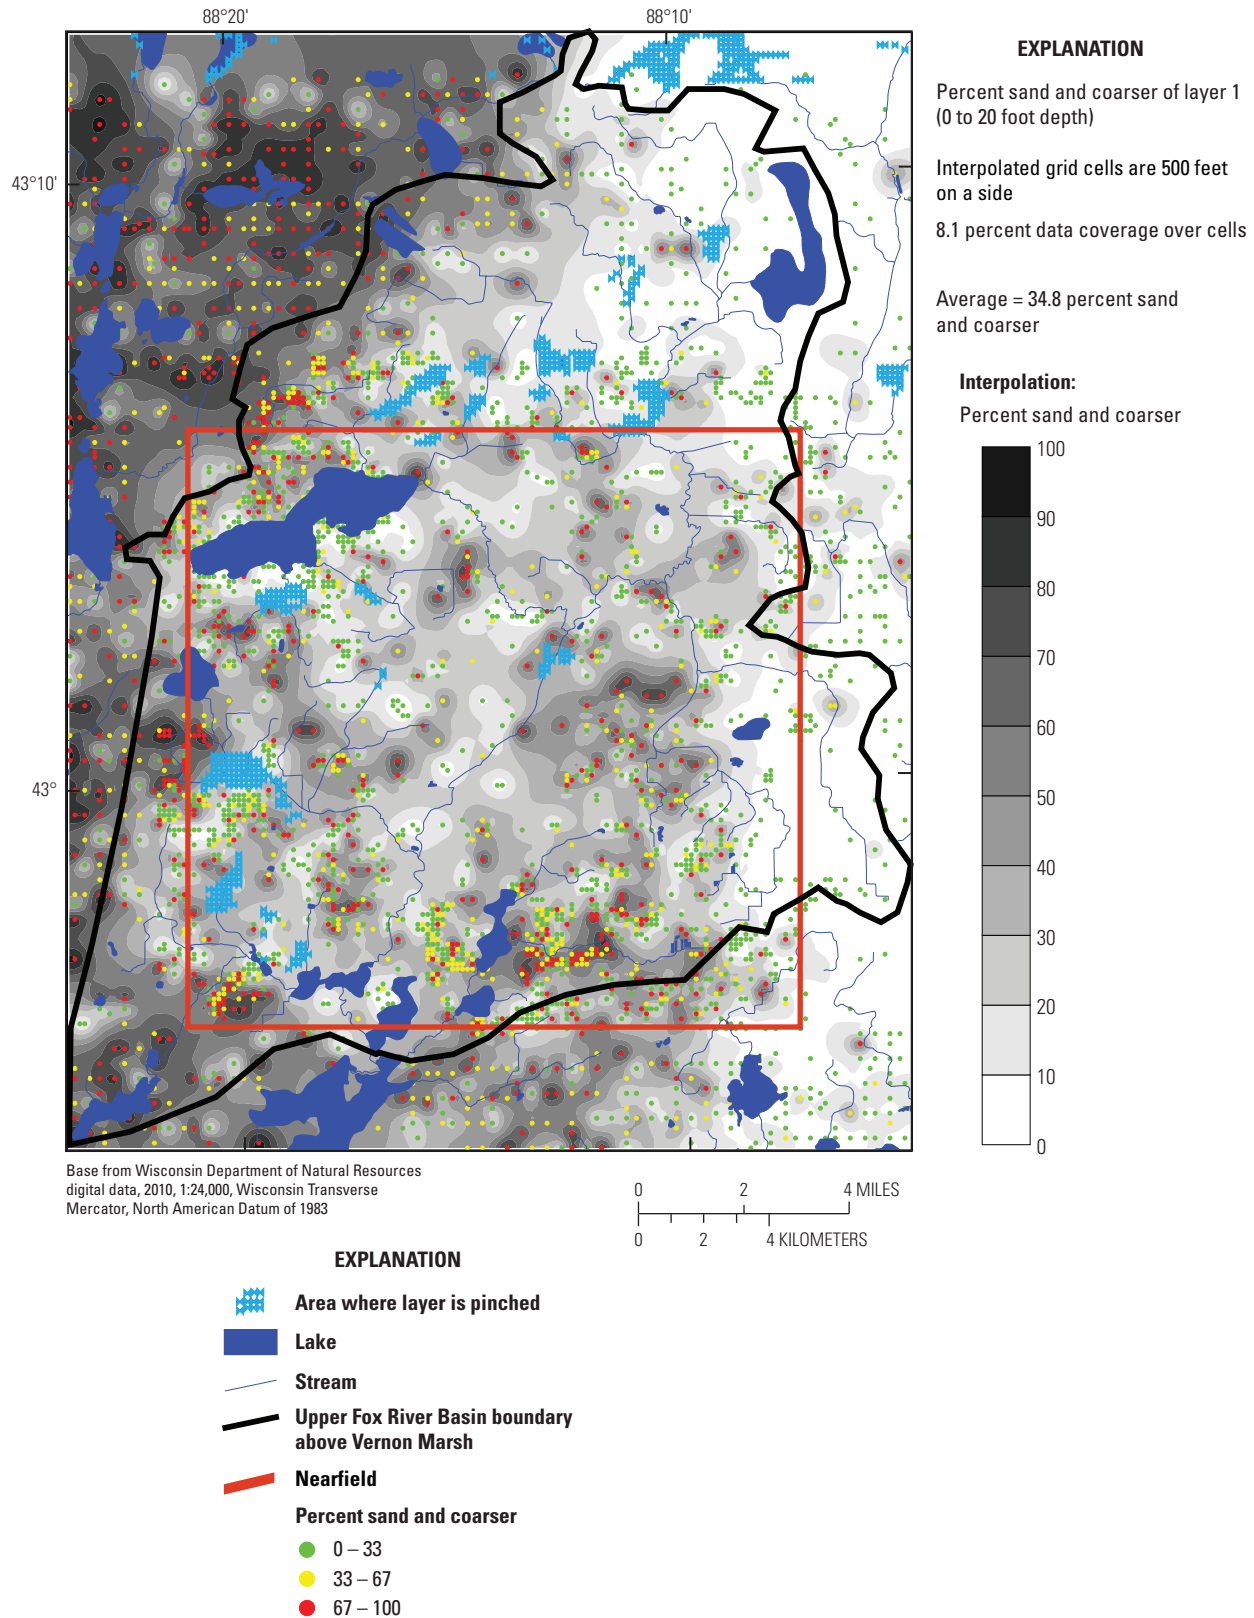 88°20'
88°10'
43°10'
43°
EXPLANATION
Percent sand and coarser of layer 1
(0 to 20 foot depth)
Interpolated grid cells are 500 feet
on a side
8.1 percent data coverage over cells
Average = 34.8 percent sand
and coarser
Interpolation:
Percent sand and coarser
100
90
80
70
60
50
40
30
20
10
0
Base from Wisconsin Department of Natural Resources
digital data, 2010, 1:24,000, Wisconsin Transverse
Mercator, North American Datum of 1983
0 2 4 MILES
0 2 4 KILOMETERS
EXPLANATION
Area where layer is pinched
Lake
Stream
Upper Fox River Basin boundary
above Vernon Marsh
Nearfield
Percent sand and coarser
0 – 33
33 – 67
67 – 100